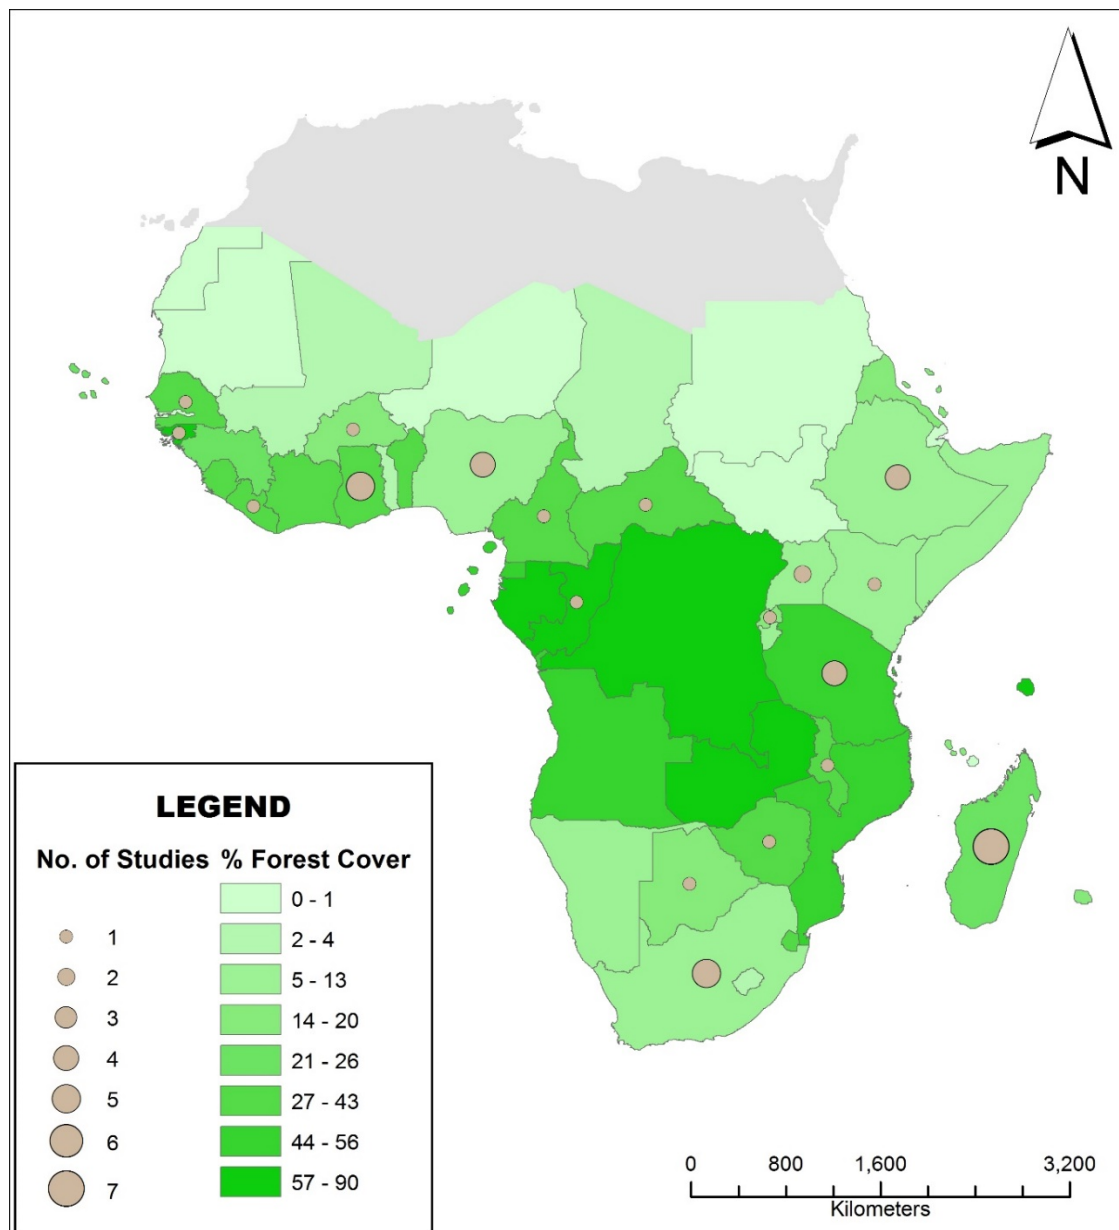 N
LEGEND
No. of Studies % Forest Cover
0 - 1
1 2 - 4
2 5 - 13
3 14 - 20
4 21 - 26
5 27 - 43
6 44 - 56
7 57 - 90
0 800 1,600 3,200
Kilometers